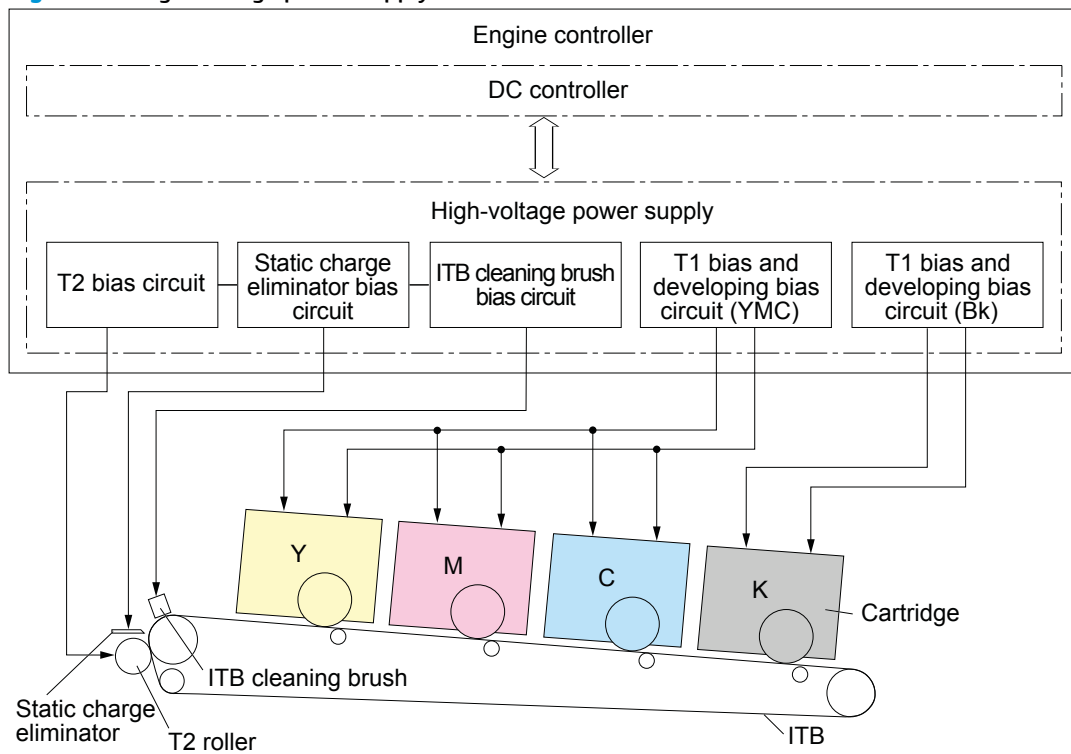 Engine controller
DC controller
High-voltage power supply
T2 bias circuit
Static charge
eliminator bias
circuit
ITB cleaning brush
bias circuit
T1 bias and
developing bias
circuit (YMC)
T1 bias and
developing bias
circuit (Bk)
Y
M
C
K
Cartridge
ITB cleaning brush
Static charge
eliminator
T2 roller
ITB